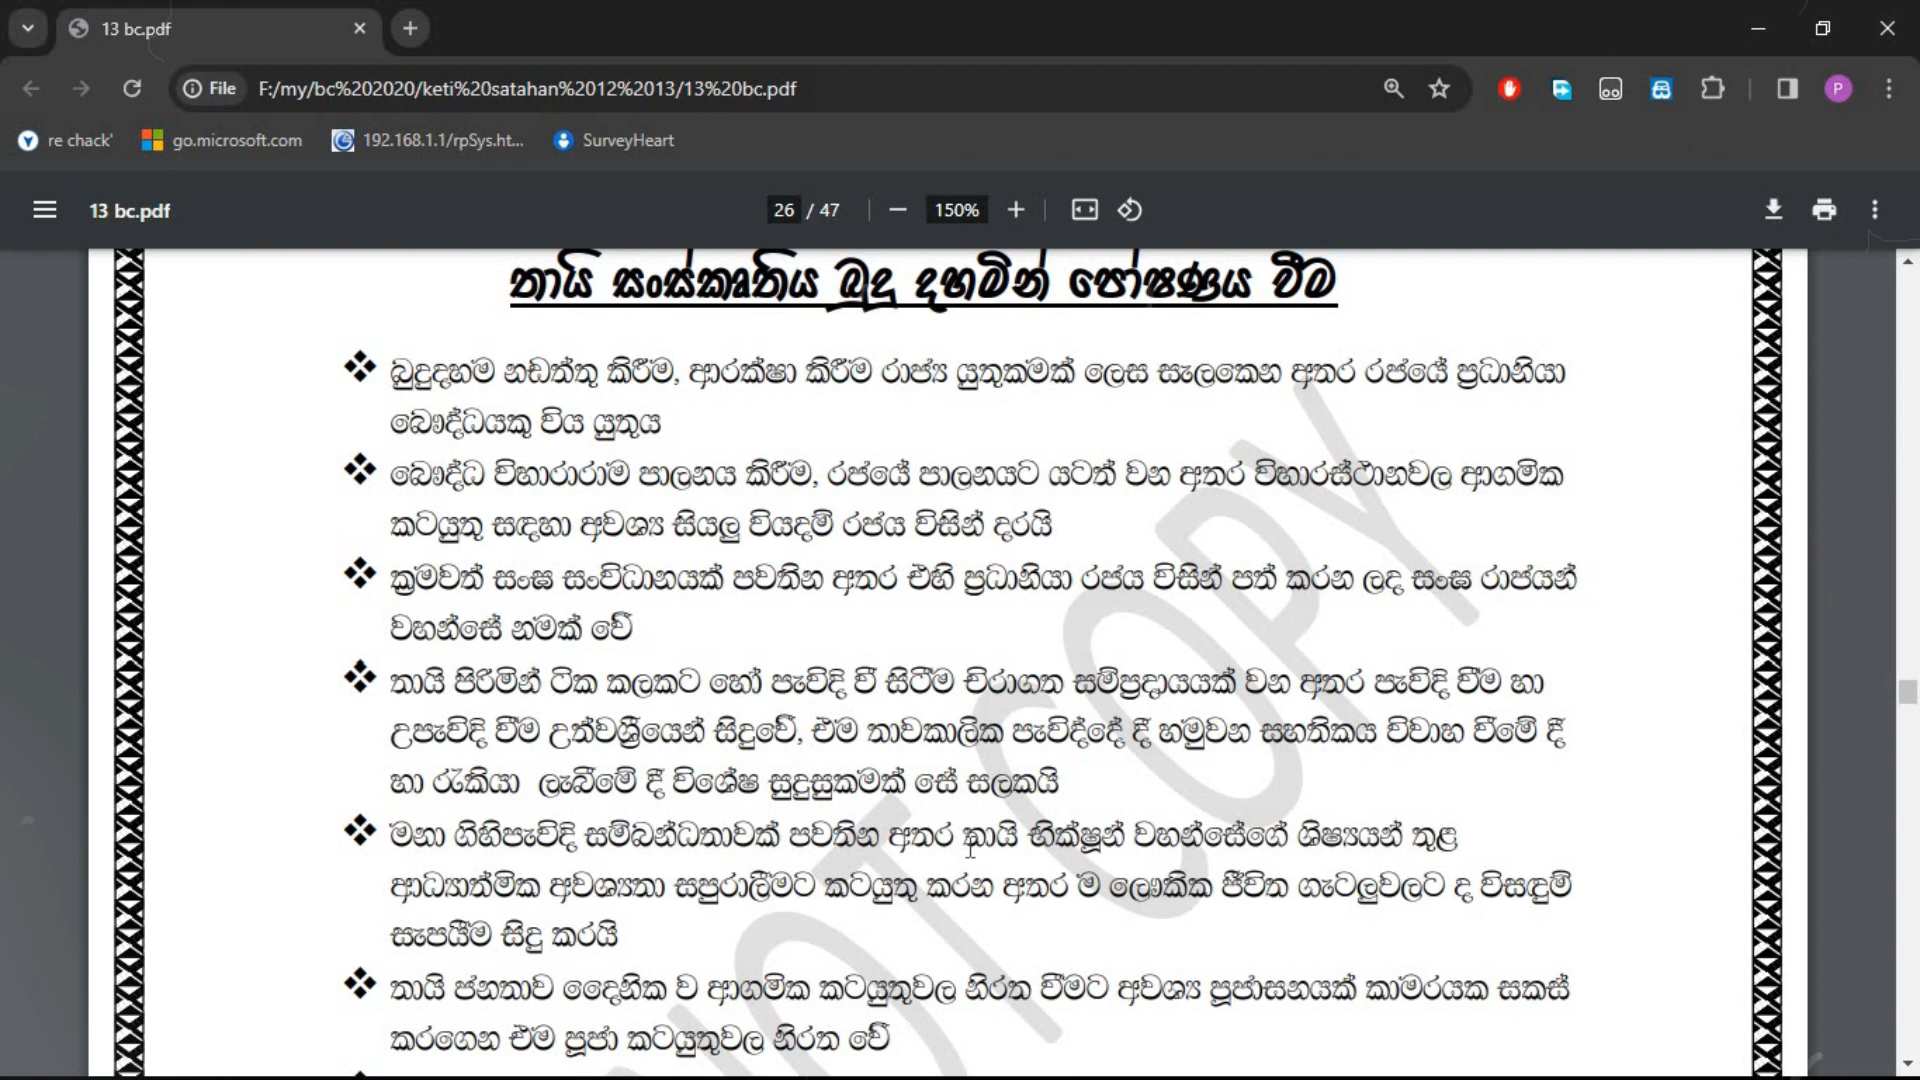 13 bc.pdf
File F:/my/bc%202020/keti%20satahan%2012%2013/13%20bc.pdf
P
re chack' go.microsoft.com 192.168.1.1/rpSys.ht... SurveyHeart
13 bc.pdf 26 / 47 150%
තායි සංස්කෘතිය බුදු දහමින් පෝෂණය වීම
❖ බුදුදහම නඩත්තු කිරීම, ආරක්ෂා කිරීම රාජ්‍ය යුතුකමක් ලෙස සැලකෙන අතර රජයේ ප්‍රධානියා
බෞද්ධයකු විය යුතුය
❖ බෞද්ධ විහාරාරාම පාලනය කිරීම, රජයේ පාලනයට යටත් වන අතර විහාරස්ථානවල ආගමික
කටයුතු සඳහා අවශ්‍ය සියලු වියදම් රජය විසින් දරයි
❖ ක්‍රමවත් සංඝ සංවිධානයක් පවතින අතර එහි ප්‍රධානියා රජය විසින් පත් කරන ලද සංඝ රාජයන්
වහන්සේ නමක් වේ
❖ තායි පිරිමින් ටික කලකට හෝ පැවිදි වී සිටීම චිරාගත සම්ප්‍රදායයක් වන අතර පැවිදි වීම හා
උපැවිදි වීම උත්වශ්‍රීයෙන් සිදුවේ, එම තාවකාලික පැවිද්දේ දී හමුවන සහතිකය විවාහ වීමේ දී
හා රැකියා ලැබීමේ දී විශේෂ සුදුසුකමක් සේ සලකයි
❖ මනා ගිහිපැවිදි සම්බන්ධතාවක් පවතින අතර තායි භික්ෂූන් වහන්සේගේ ශිෂ්‍යයන් තුළ
ආධ්‍යාත්මික අවශ්‍යතා සපුරාලීමට කටයුතු කරන අතර ම ලෞකික ජීවිත ගැටලුවලට ද විසඳුම්
සැපයීම සිදු කරයි
❖ තායි ජනතාව දෛනික ව ආගමික කටයුතුවල නිරත වීමට අවශ්‍ය පූජාසනයක් කාමරයක සකස්
කරගෙන එම පූජා කටයුතුවල නිරත වේ
NOT COPY